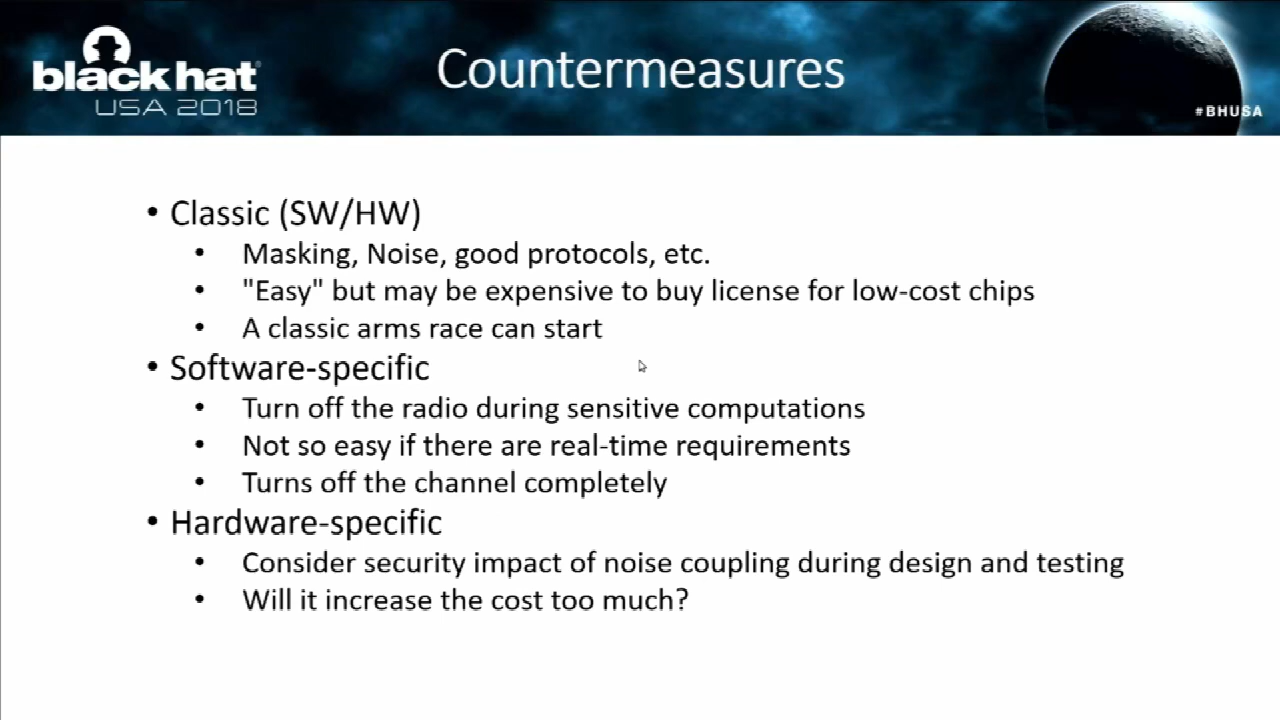 black hat
USA 2018
Countermeasures
#BHUSA
• Classic (SW/HW)
• Masking, Noise, good protocols, etc.
• "Easy" but may be expensive to buy license for low-cost chips
• A classic arms race can start
• Software-specific
• Turn off the radio during sensitive computations
• Not so easy if there are real-time requirements
• Turns off the channel completely
• Hardware-specific
• Consider security impact of noise coupling during design and testing
• Will it increase the cost too much?